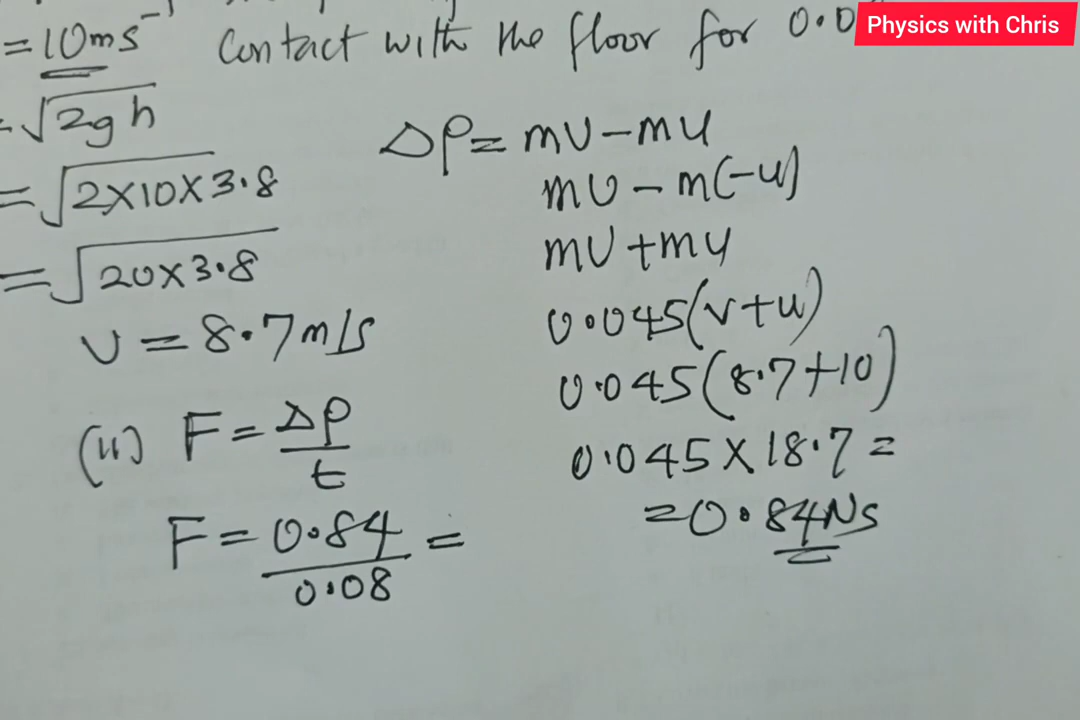 Physics with Chris
= 10ms⁻¹ Contact with the floor for 0.0
= √2gh
= √2×10×3.8
= √20×3.8
v = 8.7m/s
(ii) F = Δρ/t
F = 0.84/0.08 =
Δρ = mv - mu
mv - m(-u)
mv + mu
0.045(v+u)
0.045(8.7+10)
0.045 × 18.7 =
= 0.84Ns